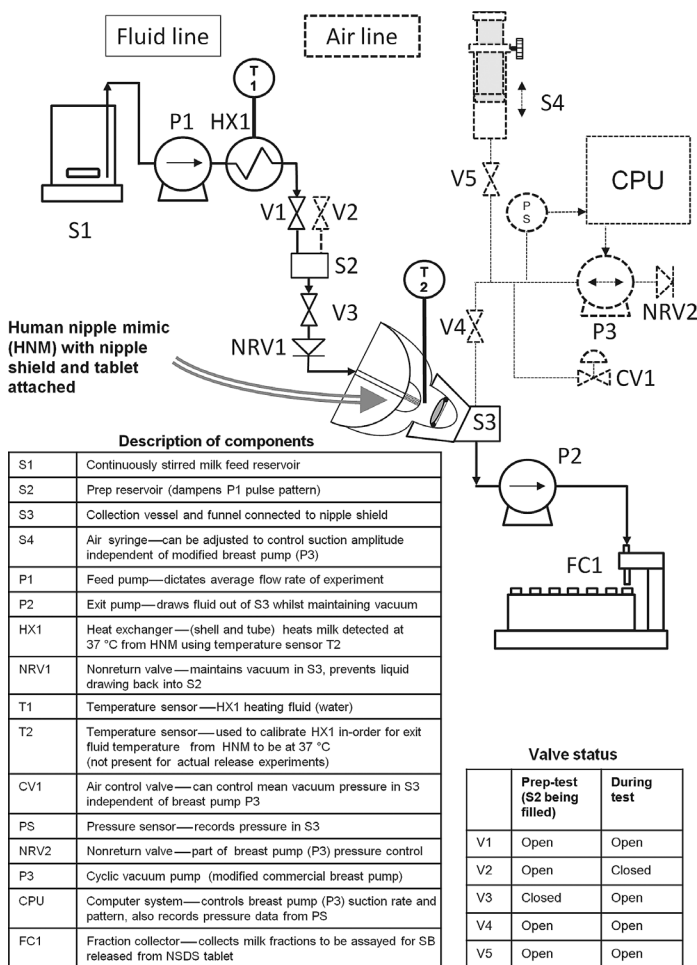 Fluid line
Air line
T
1
P1
HX1
S1
V1
V2
S2
V3
NRV1
T
2
S4
V5
P
S
CPU
V4
P3
NRV2
CV1
S3
P2
FC1
Human nipple mimic
(HNM) with nipple
shield and tablet
attached
Description of components
S1 Continuously stirred milk feed reservoir
S2 Prep reservoir (dampens P1 pulse pattern)
S3 Collection vessel and funnel connected to nipple shield
S4 Air syringe—can be adjusted to control suction amplitude
independent of modified breast pump (P3)
P1 Feed pump—dictates average flow rate of experiment
P2 Exit pump—draws fluid out of S3 whilst maintaining vacuum
HX1 Heat exchanger—(shell and tube) heats milk detected at
37 °C from HNM using temperature sensor T2
NRV1 Nonreturn valve—maintains vacuum in S3, prevents liquid
drawing back into S2
T1 Temperature sensor—HX1 heating fluid (water)
T2 Temperature sensor—used to calibrate HX1 in-order for exit
fluid temperature from HNM to be at 37 °C
(not present for actual release experiments)
CV1 Air control valve—can control mean vacuum pressure in S3
independent of breast pump P3
PS Pressure sensor—records pressure in S3
NRV2 Nonreturn valve—part of breast pump (P3) pressure control
P3 Cyclic vacuum pump (modified commercial breast pump)
CPU Computer system—controls breast pump (P3) suction rate and
pattern, also records pressure data from PS
FC1 Fraction collector—collects milk fractions to be assayed for SB
released from NSDS tablet
Valve status
Prep-test
(S2 being
filled)
During
test
V1 Open Open
V2 Open Closed
V3 Closed Open
V4 Open Open
V5 Open Open